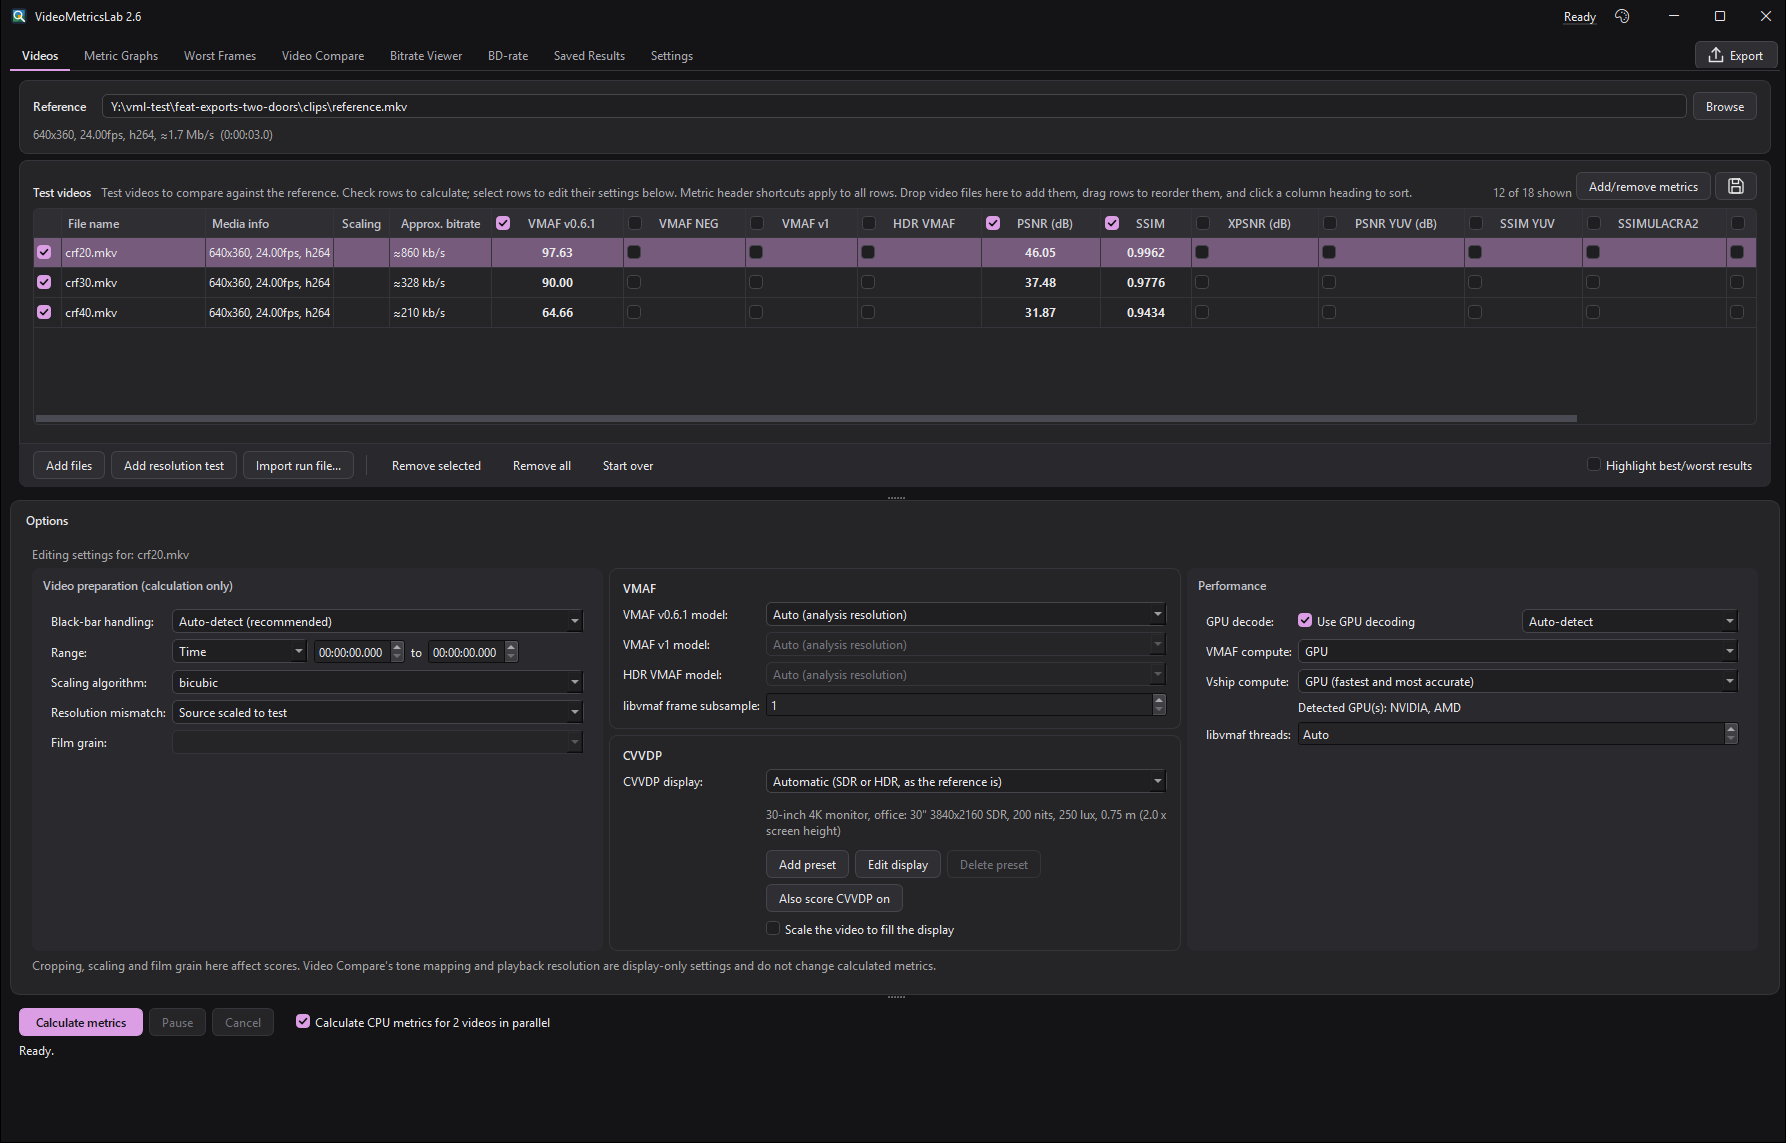 VideoMetricsLab 2.6
Ready
Videos Metric Graphs Worst Frames Video Compare Bitrate Viewer BD-rate Saved Results Settings Export
Reference Y:\vml-test\feat-exports-two-doors\clips\reference.mkv Browse
640x360, 24.00fps, h264, ≈1.7 Mb/s (0:00:03.0)
Test videos Test videos to compare against the reference. Check rows to calculate; select rows to edit their settings below. Metric header shortcuts apply to all rows. Drop video files here to add them, drag rows to reorder them, and click a column heading to sort. 12 of 18 shown Add/remove metrics
File name Media info Scaling Approx. bitrate VMAF v0.6.1 VMAF NEG VMAF v1 HDR VMAF PSNR (dB) SSIM XPSNR (dB) PSNR YUV (dB) SSIM YUV SSIMULACRA2
crf20.mkv 640x360, 24.00fps, h264 ≈860 kb/s 97.63 46.05 0.9962
crf30.mkv 640x360, 24.00fps, h264 ≈328 kb/s 90.00 37.48 0.9776
crf40.mkv 640x360, 24.00fps, h264 ≈210 kb/s 64.66 31.87 0.9434
Add files Add resolution test Import run file... Remove selected Remove all Start over Highlight best/worst results
Options
Editing settings for: crf20.mkv
Video preparation (calculation only)
Black-bar handling: Auto-detect (recommended)
Range: Time 00:00:00.000 to 00:00:00.000
Scaling algorithm: bicubic
Resolution mismatch: Source scaled to test
Film grain:
VMAF
VMAF v0.6.1 model: Auto (analysis resolution)
VMAF v1 model: Auto (analysis resolution)
HDR VMAF model: Auto (analysis resolution)
libvmaf frame subsample: 1
CVVDP
CVVDP display: Automatic (SDR or HDR, as the reference is)
30-inch 4K monitor, office: 30" 3840x2160 SDR, 200 nits, 250 lux, 0.75 m (2.0 x
screen height)
Add preset Edit display Delete preset
Also score CVVDP on
Scale the video to fill the display
Performance
GPU decode: Use GPU decoding Auto-detect
VMAF compute: GPU
Vship compute: GPU (fastest and most accurate)
Detected GPU(s): NVIDIA, AMD
libvmaf threads: Auto
Cropping, scaling and film grain here affect scores. Video Compare's tone mapping and playback resolution are display-only settings and do not change calculated metrics.
Calculate metrics Pause Cancel Calculate CPU metrics for 2 videos in parallel
Ready.